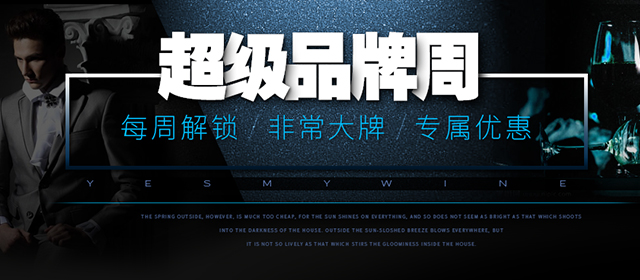 超级品牌周
每周解锁 / 非常大牌 / 专属优惠
YESMYWINE
THE SPRING OUTSIDE, HOWEVER, IS MUCH TOO CHEAP, FOR THE SUN SHINES ON EVERYTHING, AND SO DOES NOT SEEM AS BRIGHT AS THAT WHICH SHOOTS
INTO THE DARKNESS OF THE HOUSE. OUTSIDE THE SUN-SLOSHED BREEZE BLOWS EVERYWHERE, BUT
IT IS NOT SO LIVELY AS THAT WHICH STIRS THE GLOOMINESS INSIDE THE HOUSE.